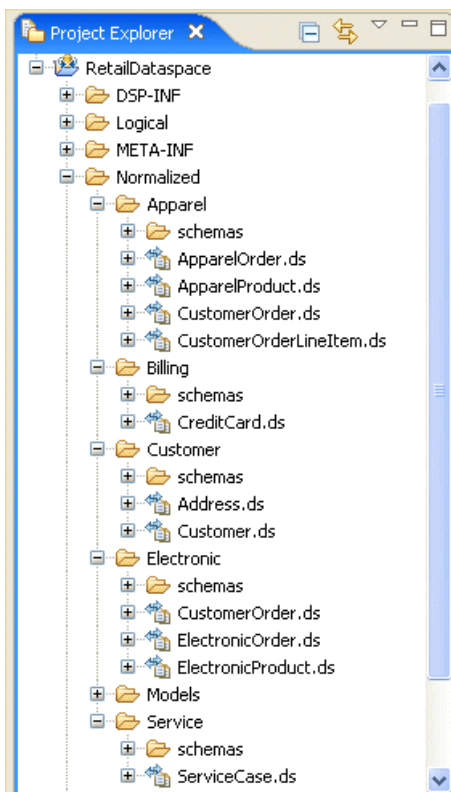 Project Explorer
RetailDataspace
DSP-INF
Logical
META-INF
Normalized
Apparel
schemas
ApparelOrder.ds
ApparelProduct.ds
CustomerOrder.ds
CustomerOrderLineItem.ds
Billing
schemas
CreditCard.ds
Customer
schemas
Address.ds
Customer.ds
Electronic
schemas
CustomerOrder.ds
ElectronicOrder.ds
ElectronicProduct.ds
Models
Service
schemas
ServiceCase.ds